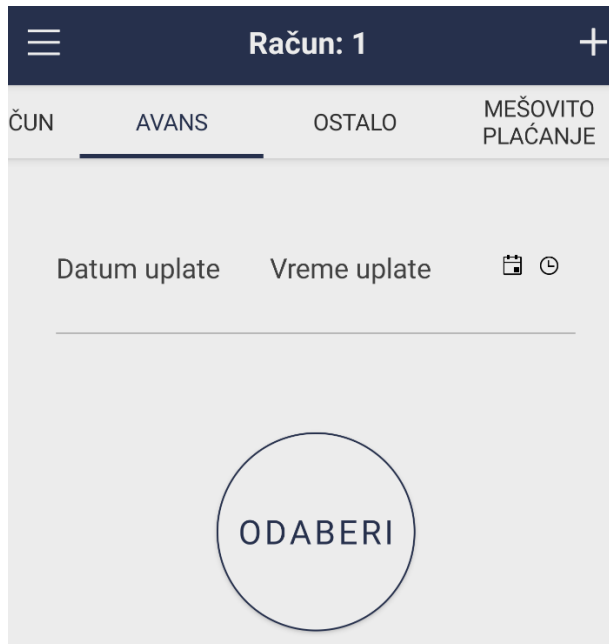 Račun: 1
ČUN AVANS OSTALO MEŠOVITO PLAĆANJE
Datum uplate Vreme uplate
ODABERI